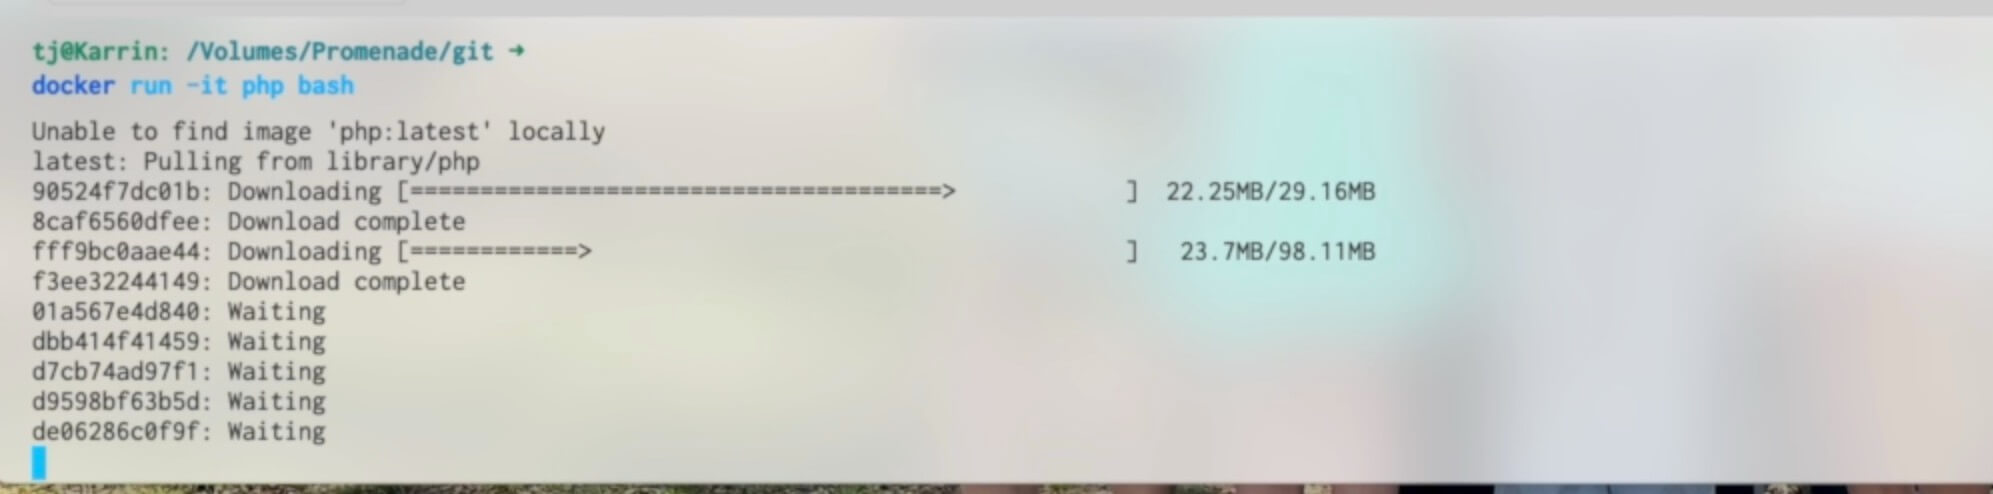 tj@Karrin: /Volumes/Promenade/git →
docker run -it php bash
Unable to find image 'php:latest' locally
latest: Pulling from library/php
90524f7dc01b: Downloading [======================================>            ]  22.25MB/29.16MB
8caf6560dfee: Download complete
fff9bc0aae44: Downloading [============>                                      ]   23.7MB/98.11MB
f3ee32244149: Download complete
01a567e4d840: Waiting
dbb414f41459: Waiting
d7cb74ad97f1: Waiting
d9598bf63b5d: Waiting
de06286c0f9f: Waiting